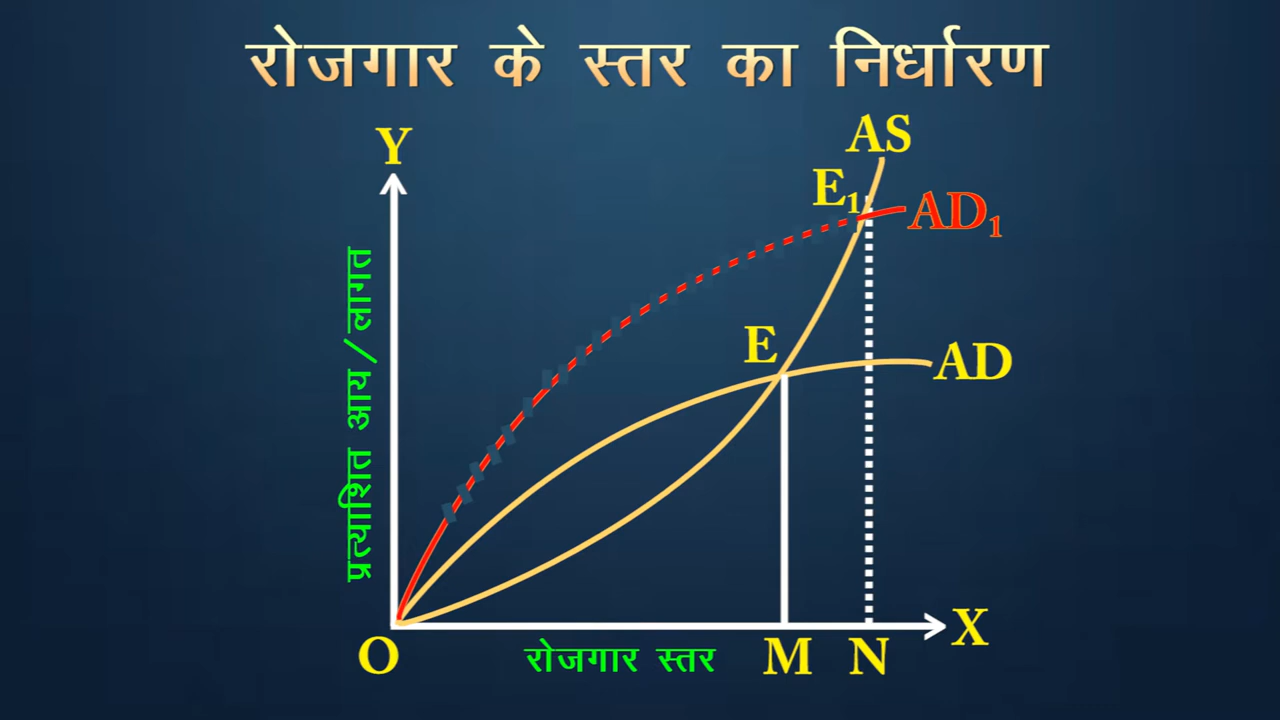 रोजगार के स्तर का निर्धारण
Y
AS
E₁
AD₁
प्रत्याशित आय/लागत
E
AD
O
रोजगार स्तर
M
N
X